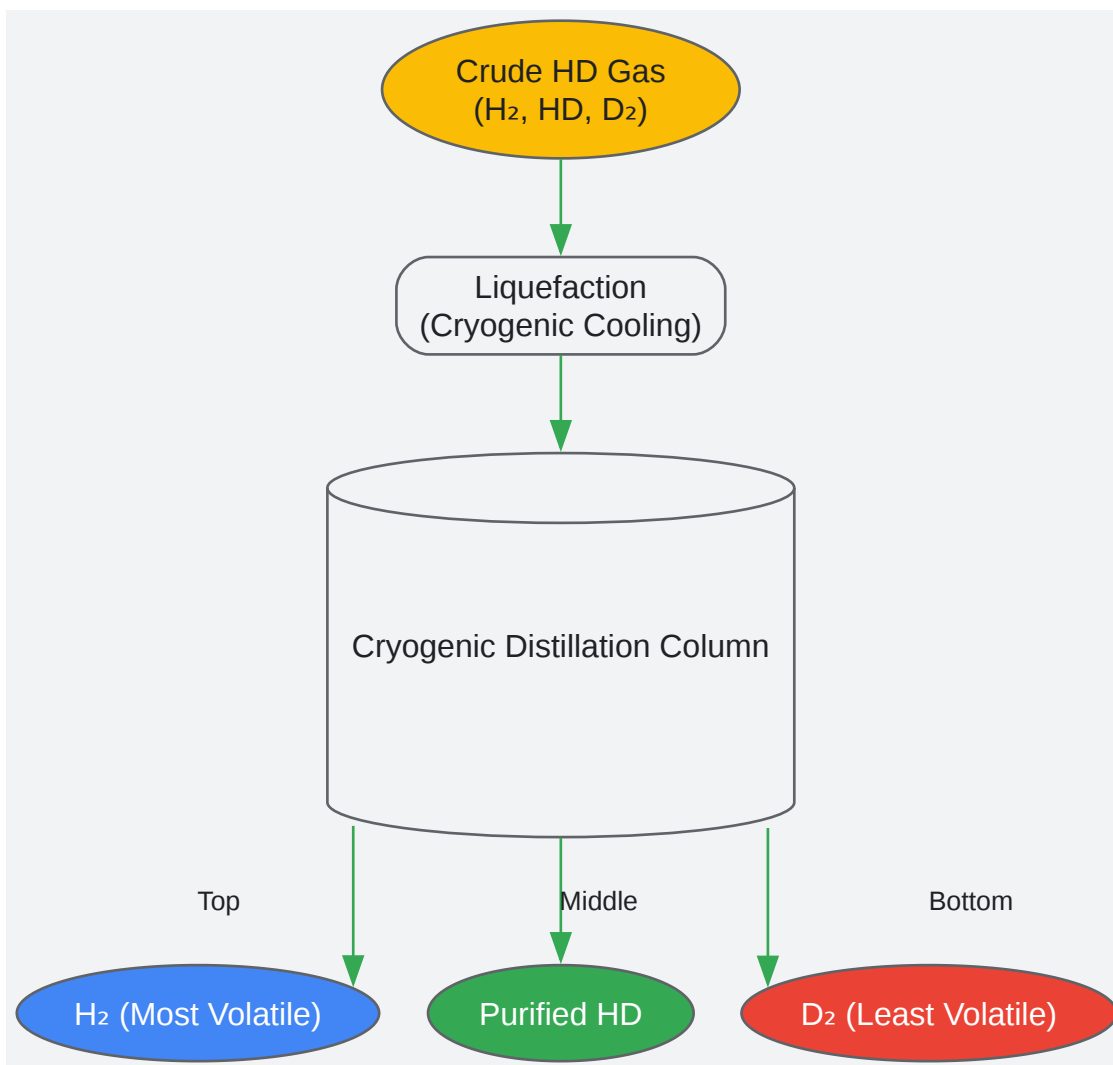 Crude HD Gas
(H₂, HD, D₂)
Liquefaction
(Cryogenic Cooling)
Cryogenic Distillation Column
Top
Middle
Bottom
H₂ (Most Volatile)
Purified HD
D₂ (Least Volatile)